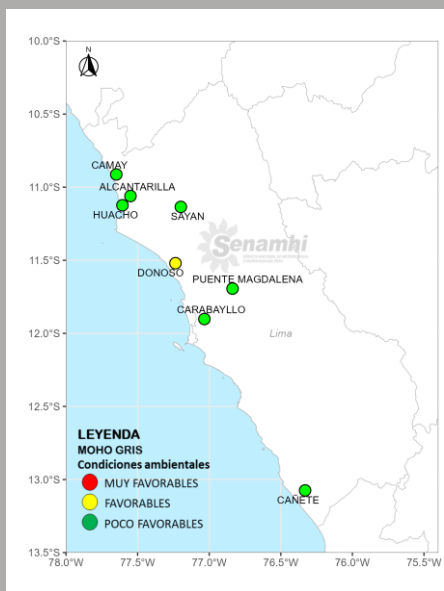 10.0°S
N
10.5°S
CAMAY
11.0°S
ALCANTARILLA
HUACHO
SAYAN
Senamhi
11.5°S
DONOSO
PUENTE MAGDALENA
CARABAYLLO
12.0°S
Lima
12.5°S
LEYENDA
MOHO GRIS
Condiciones ambientales
13.0°S
MUY FAVORABLES
CAÑETE
FAVORABLES
POCO FAVORABLES
13.5°S
78.0°W 77.5°W 77.0°W 76.5°W 76.0°W 75.5°W